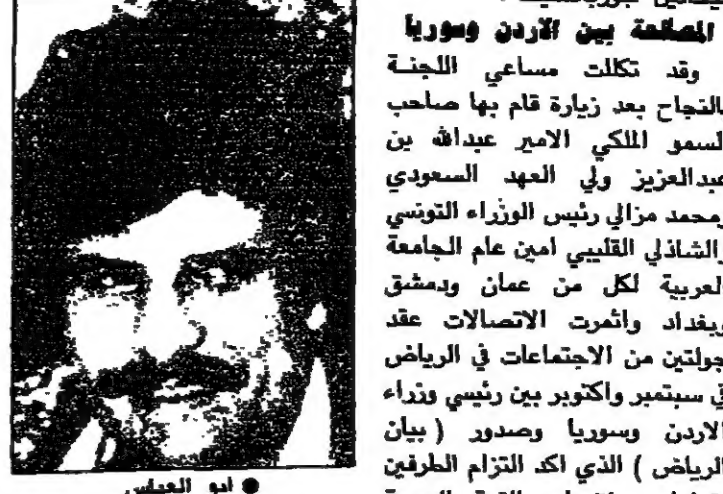 المصالحة بين الاردن وسوريا
وقد تكللت مساعي اللجنة
بالنجاح بعد زيارة قام بها صاحب
السمو الملكي الامير عبدالله بن
عبدالعزيز ولي العهد السعودي
ومحمد مزالي رئيس الوزراء التونسي
والشاذلي القليبي امين عام الجامعة
العربية لكل من عمان ودمشق
وبغداد واثمرت الاتصالات عقد
جولتين من الاجتماعات في الرياض
في سبتمبر واكتوبر بين رئيسي وزراء
الاردن وسوريا وصدور ( بيان
الرياض ) الذي اكد التزام الطرفين
● ابو العباس